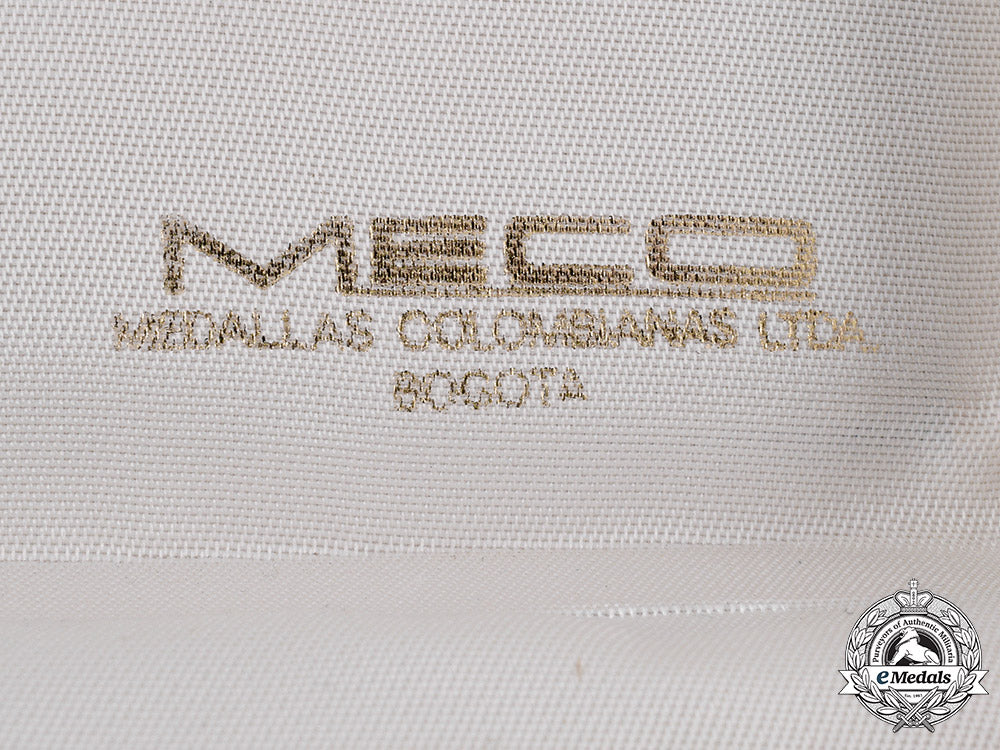 MECO
MEDALLAS COLOMBIANAS LTDA.
BOGOTA
Purveyors of Authentic Militaria
eMedals